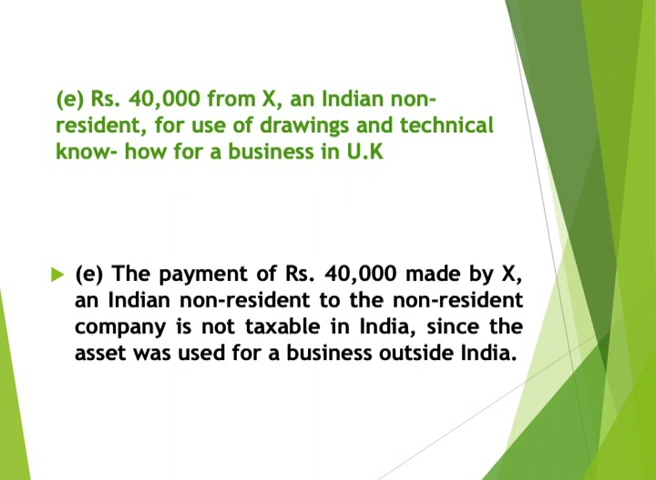 (e) Rs. 40,000 from X, an Indian non-
resident, for use of drawings and technical
know- how for a business in U.K
(e) The payment of Rs. 40,000 made by X,
an Indian non-resident to the non-resident
company is not taxable in India, since the
asset was used for a business outside India.